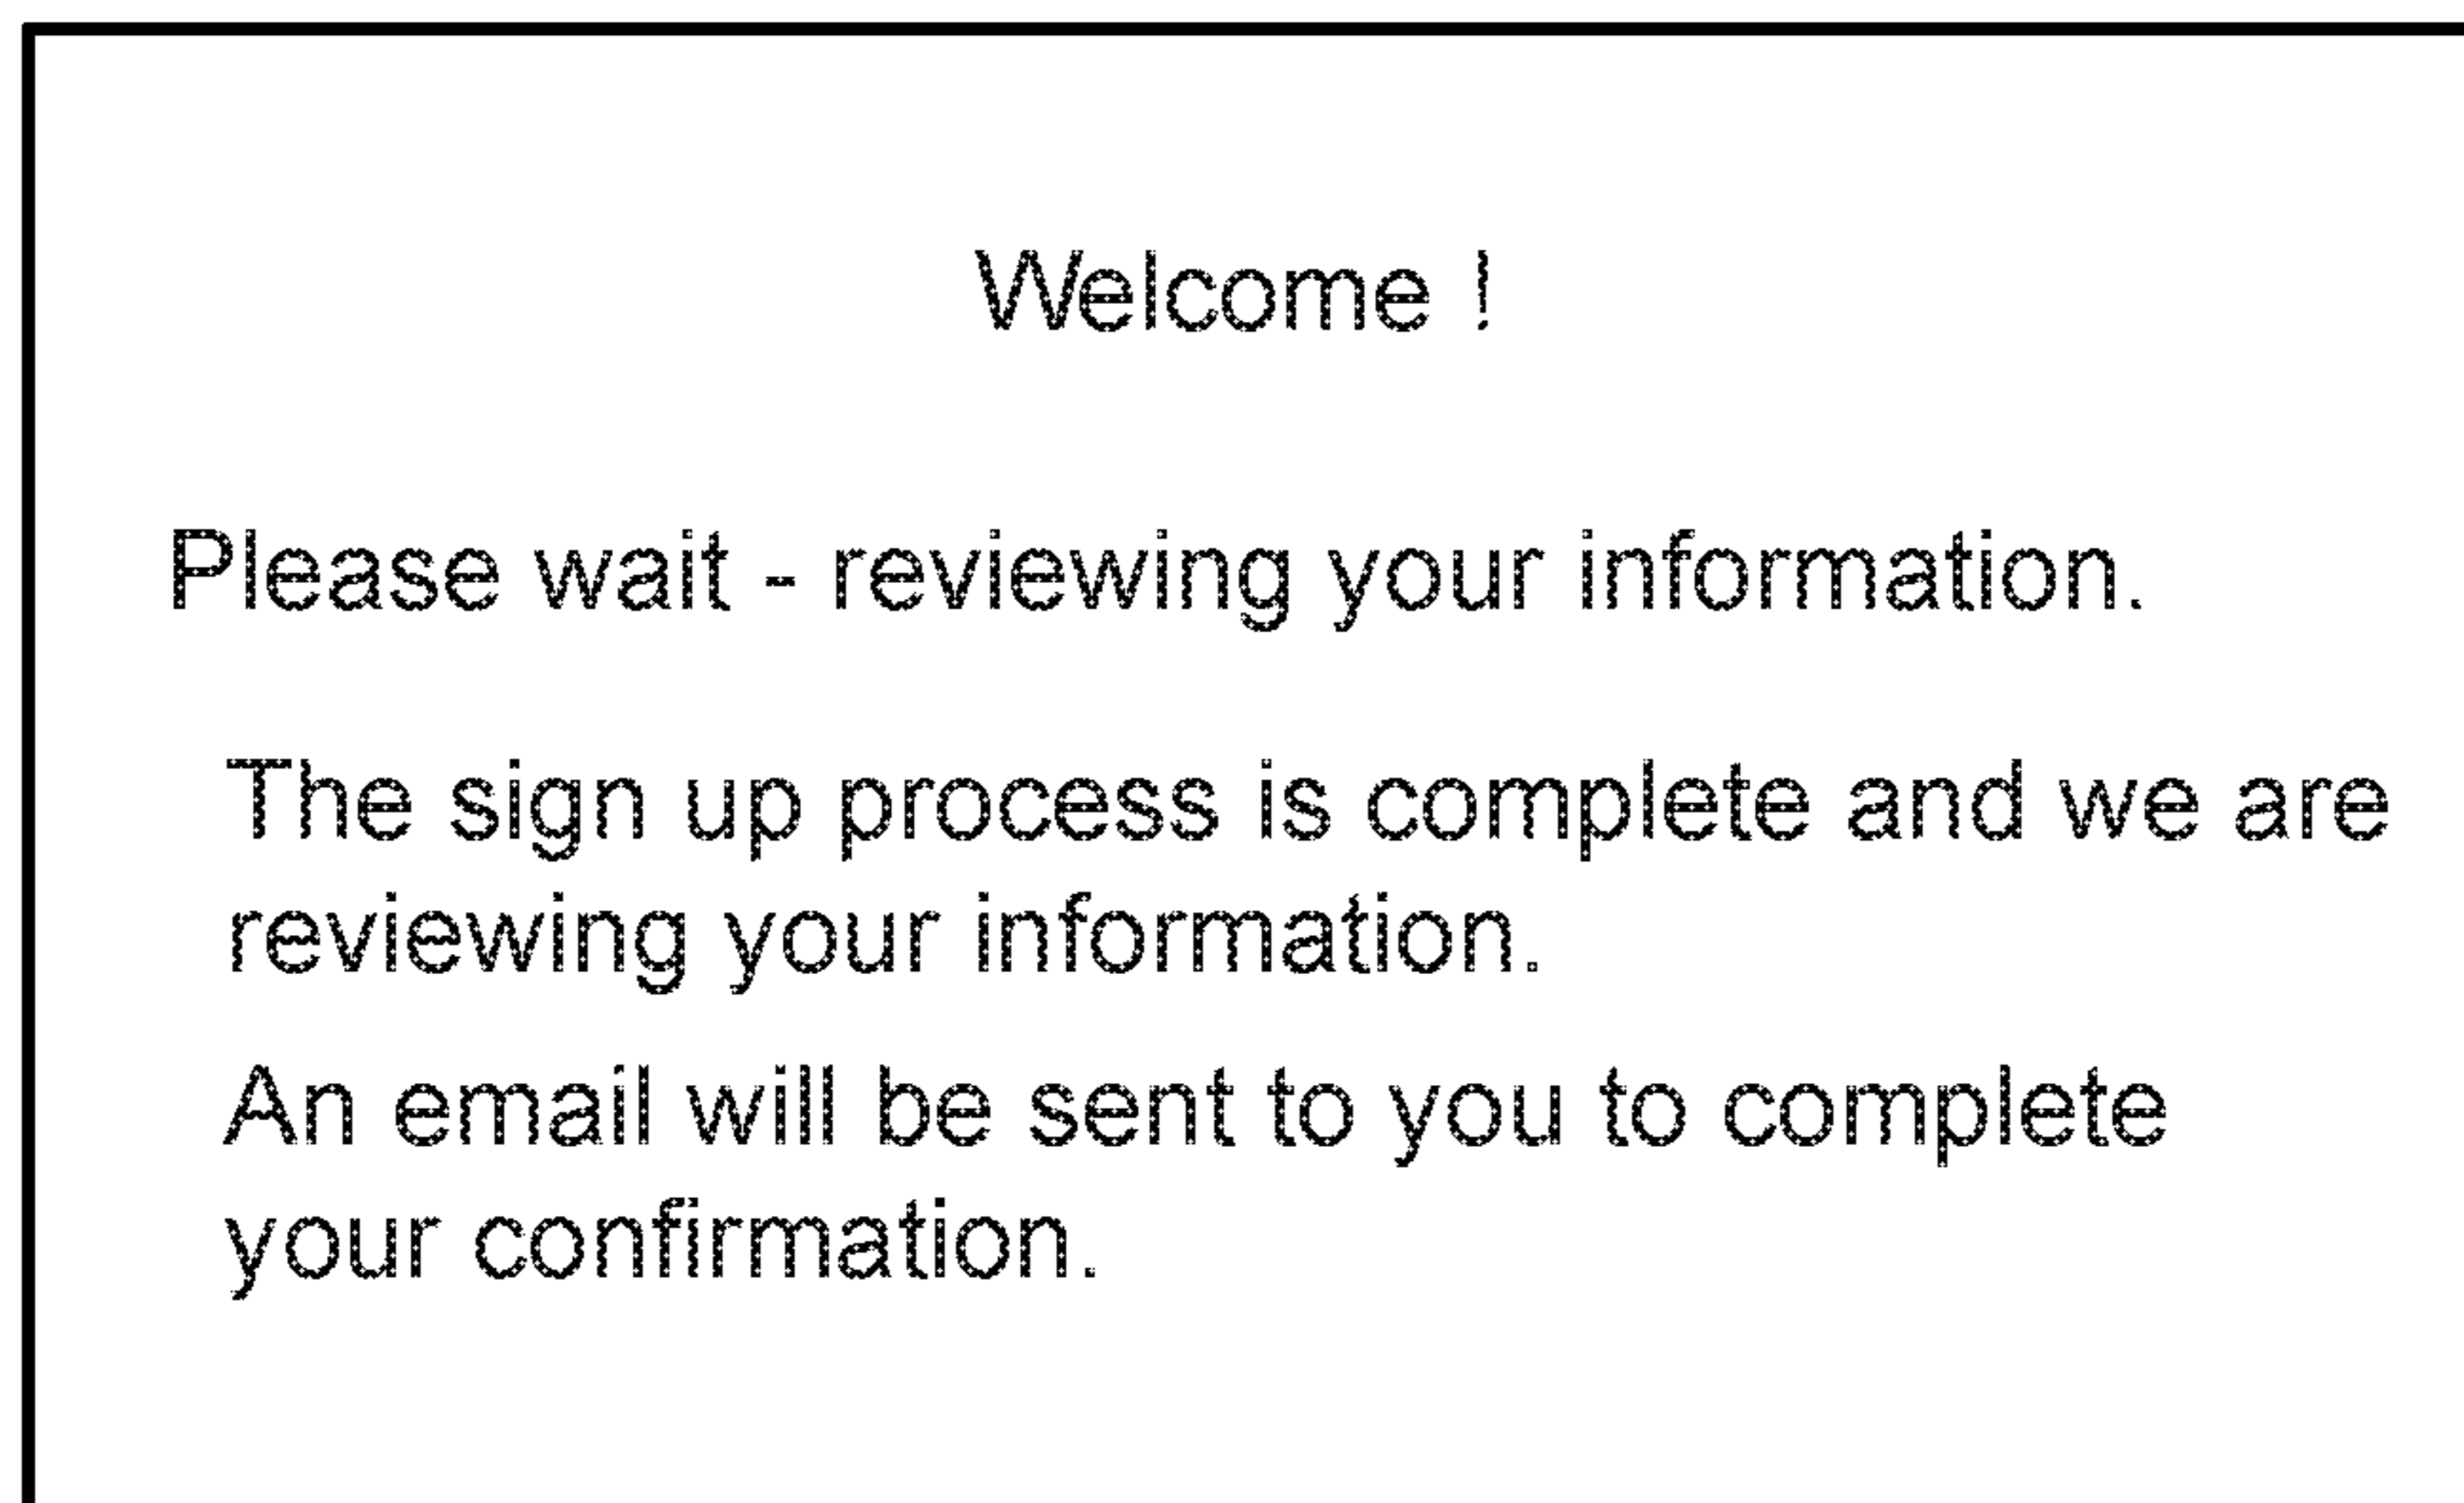 Welcome !
Please wait - reviewing your information.
The sign up process is complete and we are
reviewing your information.
An email will be sent to you to complete
your confirmation.